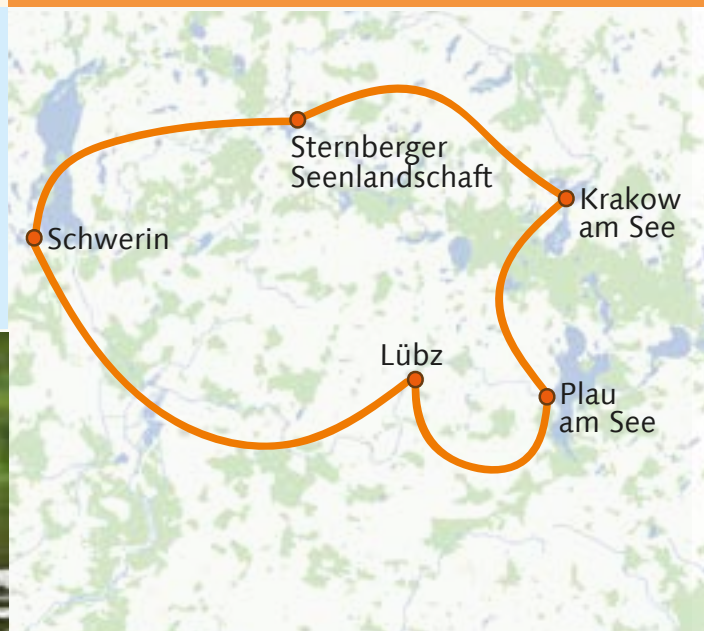 Sternberger
Seenlandschaft
Krakow
am See
Schwerin
Lübz
Plau
am See